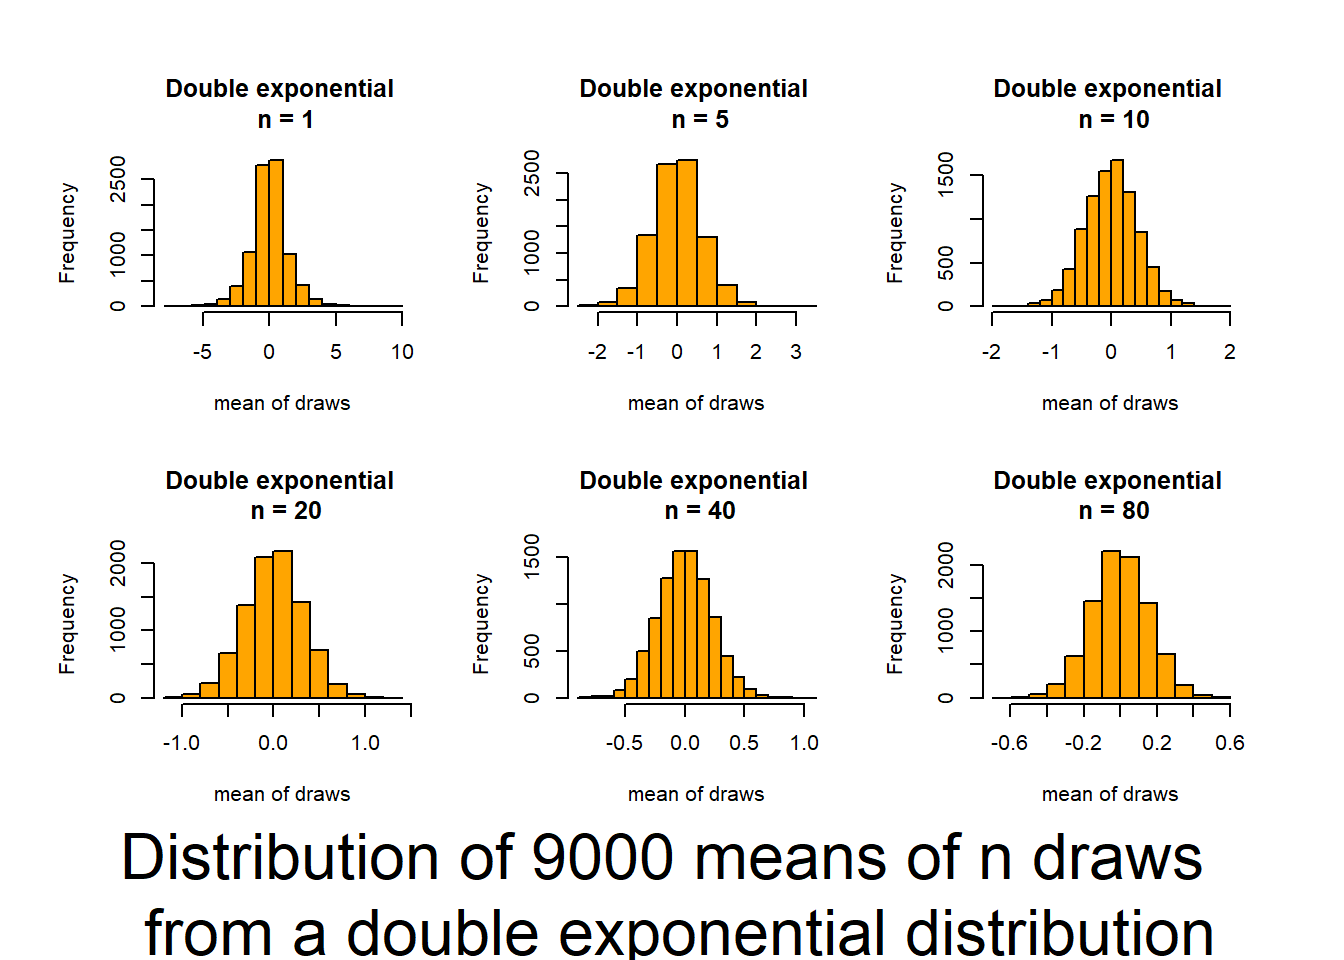 Double exponential
n = 1
Frequency
0 1000 2500
-5 0 5 10
mean of draws
Double exponential
n = 5
Frequency
0 1000 2500
-2 -1 0 1 2 3
mean of draws
Double exponential
n = 10
Frequency
0 500 1500
-2 -1 0 1 2
mean of draws
Double exponential
n = 20
Frequency
0 1000 2000
-1.0 0.0 1.0
mean of draws
Double exponential
n = 40
Frequency
0 500 1500
-0.5 0.0 0.5 1.0
mean of draws
Double exponential
n = 80
Frequency
0 1000 2000
-0.6 -0.2 0.2 0.6
mean of draws
Distribution of 9000 means of n draws
from a double exponential distribution